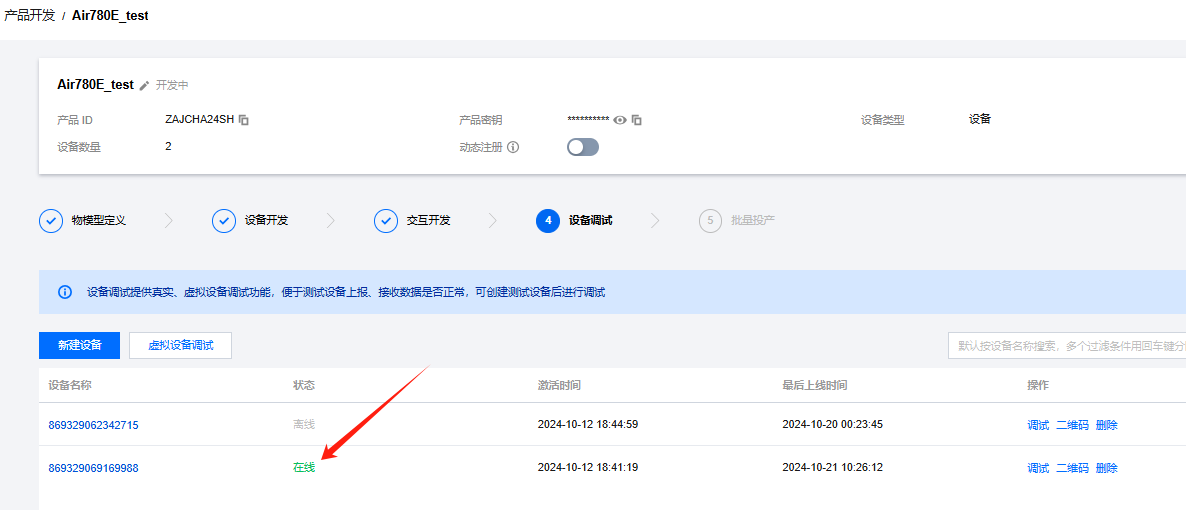 产品开发 / Air780E_test
Air780E_test 开发中
产品 ID ZAJCHA24SH 产品密钥 ********** 设备类型 设备
设备数量 2 动态注册
物模型定义 设备开发 交互开发 4 设备调试 5 批量投产
设备调试提供真实、虚拟设备调试功能，便于测试设备上报、接收数据是否正常，可创建测试设备后进行调试
新建设备 虚拟设备调试 默认按设备名称搜索，多个过滤条件用回车键分
设备名称 状态 激活时间 最后上线时间 操作
869329062342715 离线 2024-10-12 18:44:59 2024-10-20 00:23:45 调试 二维码 删除
869329069169988 在线 2024-10-12 18:41:19 2024-10-21 10:26:12 调试 二维码 删除